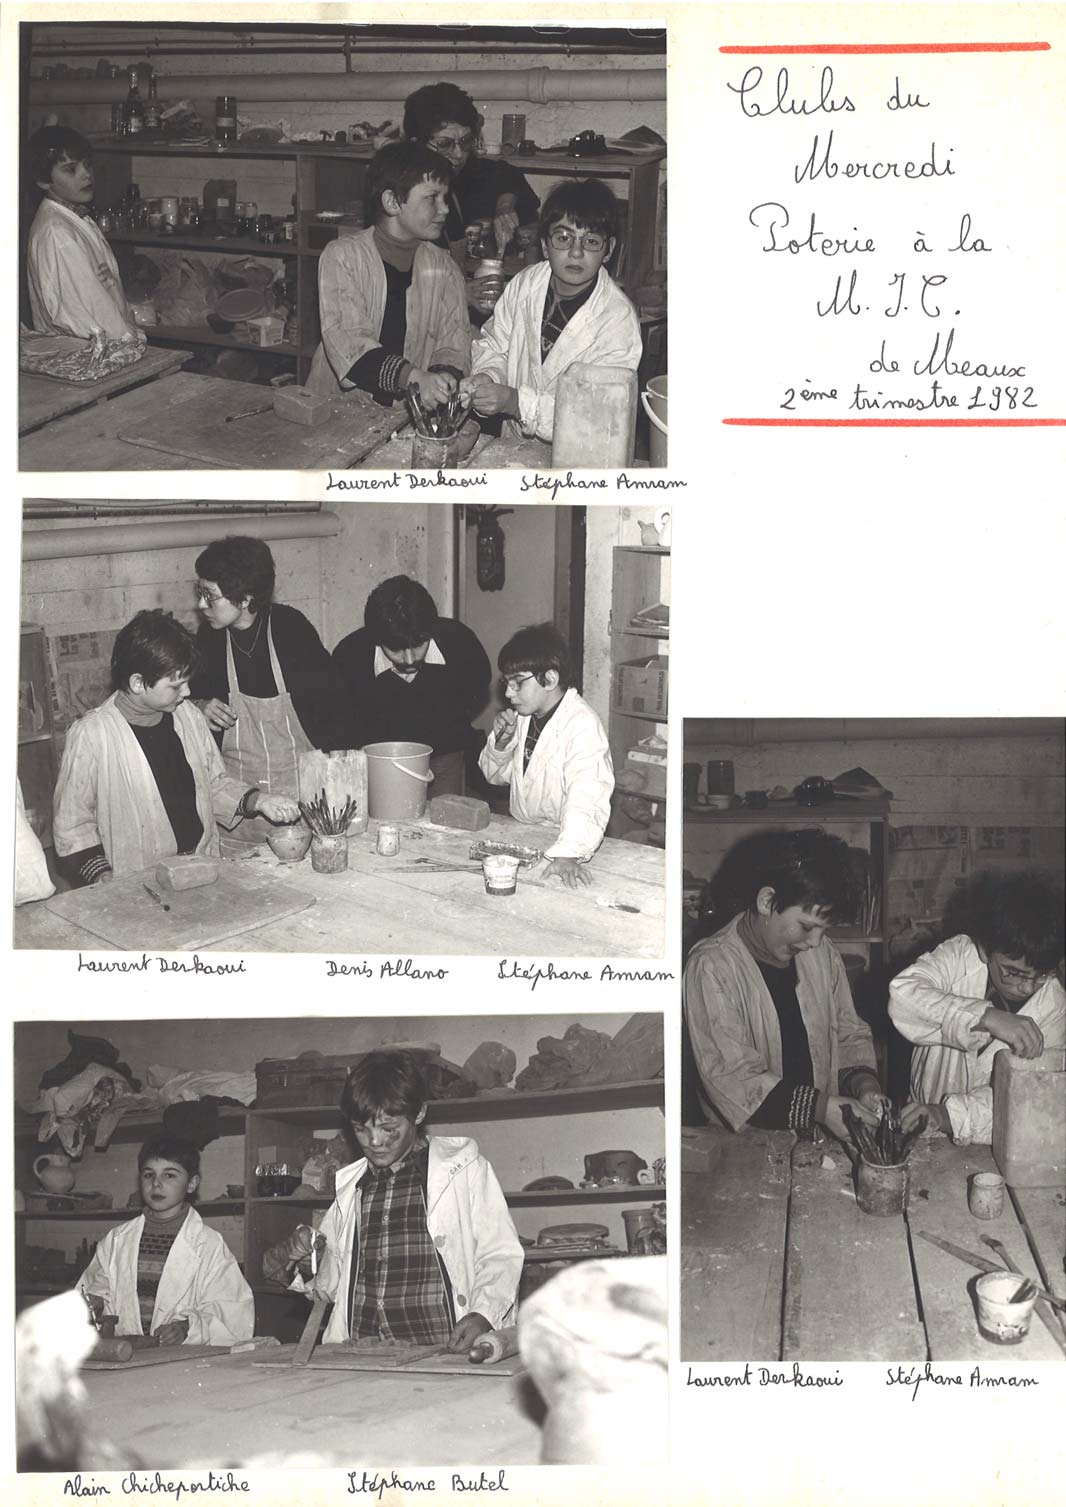 Clubs du
Mercredi
Poterie à la
M. J. C.
de Meaux
2ème trimestre 1982
Laurent Derkaoui Stéphane Amram
Laurent Derkaoui Denis Allano Stéphane Amram
Laurent Derkaoui Stéphane Amram
Alain Chicheportiche Stéphane Butel